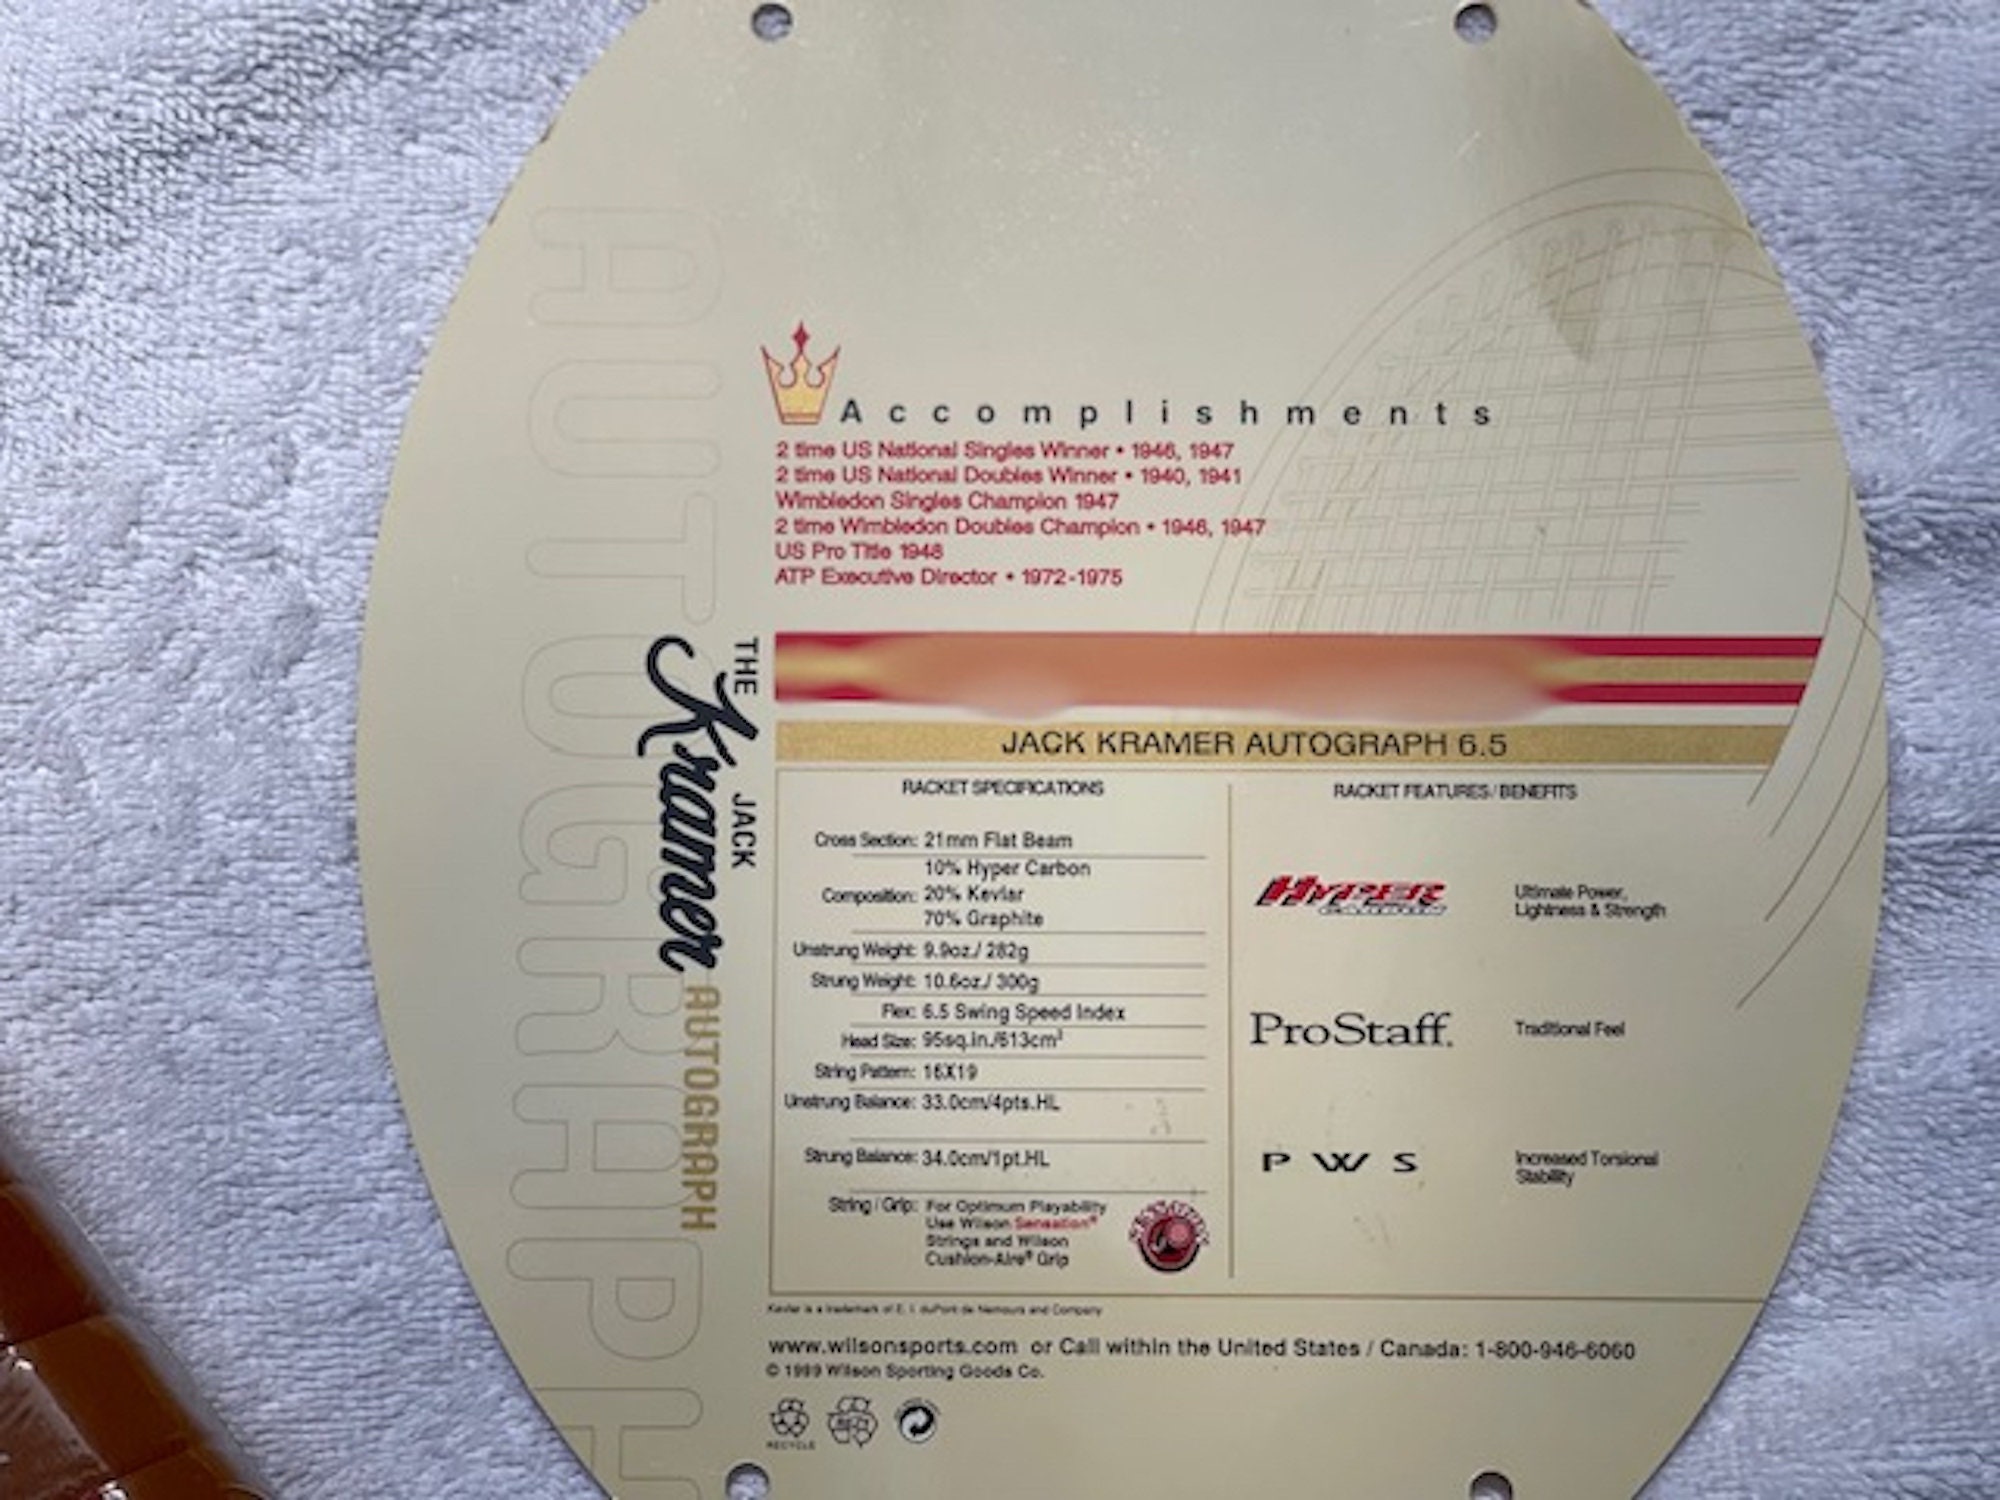 AUTOGRAPH
Accomplishments
2 time US National Singles Winner • 1946, 1947
2 time US National Doubles Winner • 1940, 1941
Wimbledon Singles Champion 1947
2 time Wimbledon Doubles Champion • 1946, 1947
US Pro Title 1948
ATP Executive Director • 1972-1975
THE JACK
Kramer
AUTOGRAPH
JACK KRAMER AUTOGRAPH 6.5
RACKET SPECIFICATIONS
Cross Section: 21mm Flat Beam
10% Hyper Carbon
Composition: 20% Kevlar
70% Graphite
Unstrung Weight: 9.9oz./ 282g
Strung Weight: 10.6oz./ 300g
Flex: 6.5 Swing Speed Index
Head Size: 95sq.in./613cm²
String Pattern: 16X19
Unstrung Balance: 33.0cm/4pts.HL
Strung Balance: 34.0cm/1pt.HL
String / Grip: For Optimum Playability
Use Wilson Sensation®
Strings and Wilson
Cushion-Aire® Grip
SENSATION
RACKET FEATURES / BENEFITS
HYPER
CARBON
Ultimate Power,
Lightness & Strength
ProStaff.
Traditional Feel
PWS
Increased Torsional
Stability
Kevlar is a trademark of E. I. duPont de Nemours and Company
www.wilsonsports.com or Call within the United States / Canada: 1-800-946-6060
© 1999 Wilson Sporting Goods Co.
RECYCLE